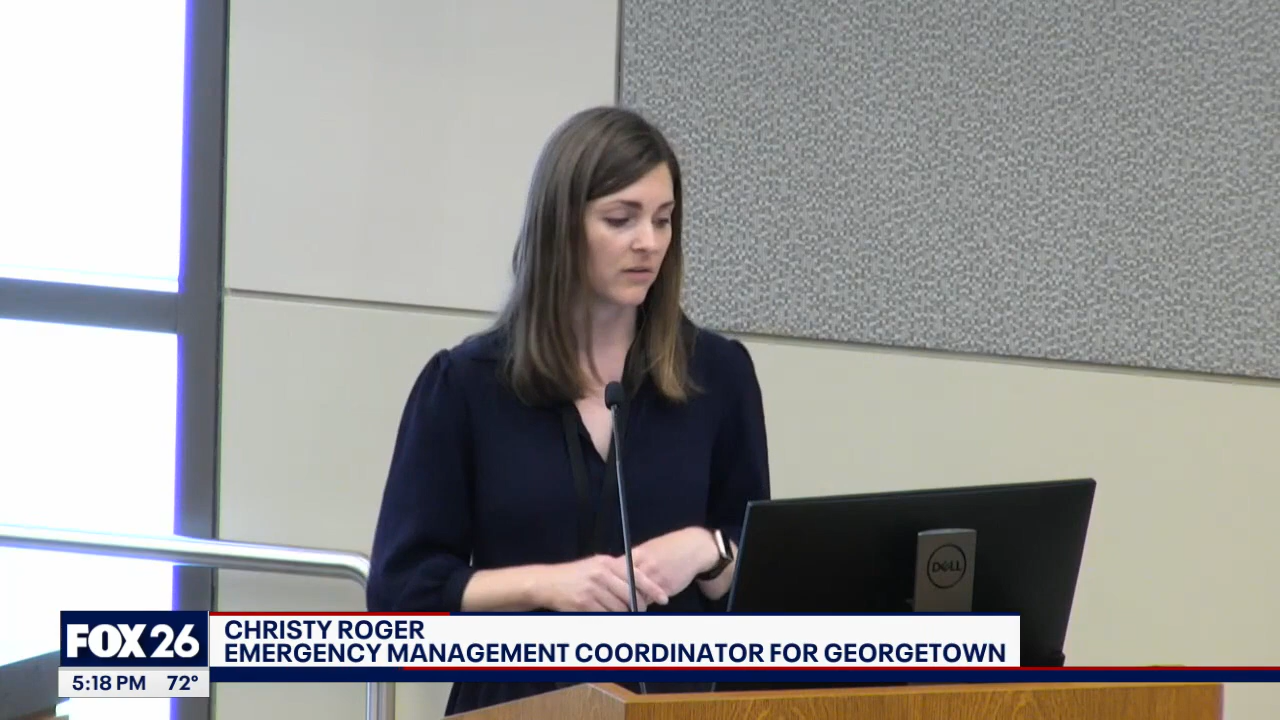 DELL
FOX 26
CHRISTY ROGER
EMERGENCY MANAGEMENT COORDINATOR FOR GEORGETOWN
5:18 PM 72°